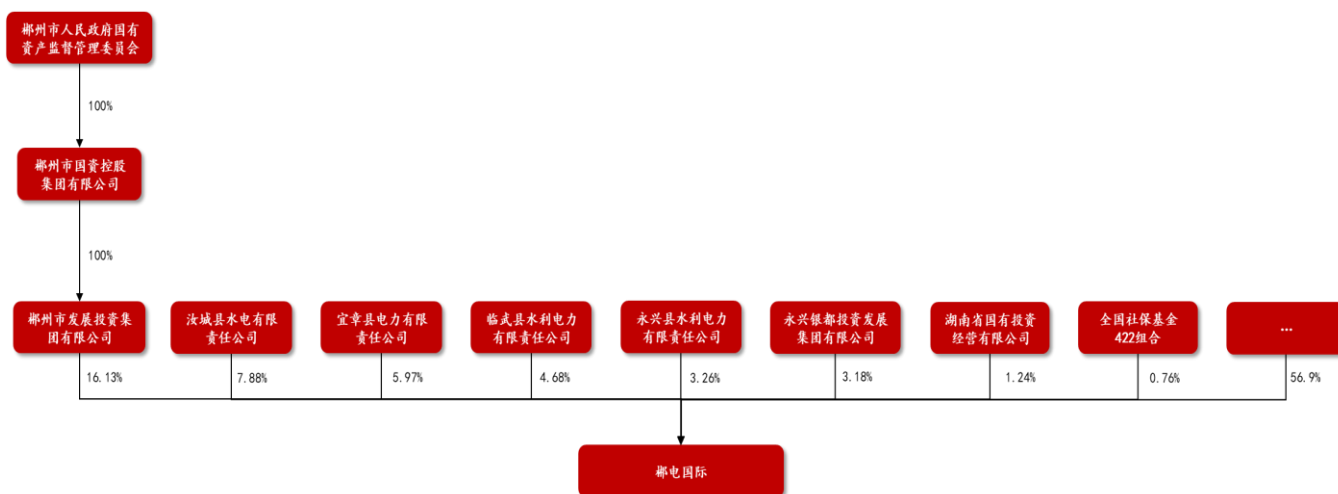 郴州市人民政府国有
资产监督管理委员会
100%
郴州市国资控股
集团有限公司
100%
郴州市发展投资集
团有限公司
汝城县水电有限
责任公司
宜章县电力有限
责任公司
临武县水利电力
有限责任公司
永兴县水利电力
有限责任公司
永兴银都投资发展
集团有限公司
湖南省国有投资
经营有限公司
全国社保基金
422组合
...
16.13%
7.88%
5.97%
4.68%
3.26%
3.18%
1.24%
0.76%
56.9%
郴电国际